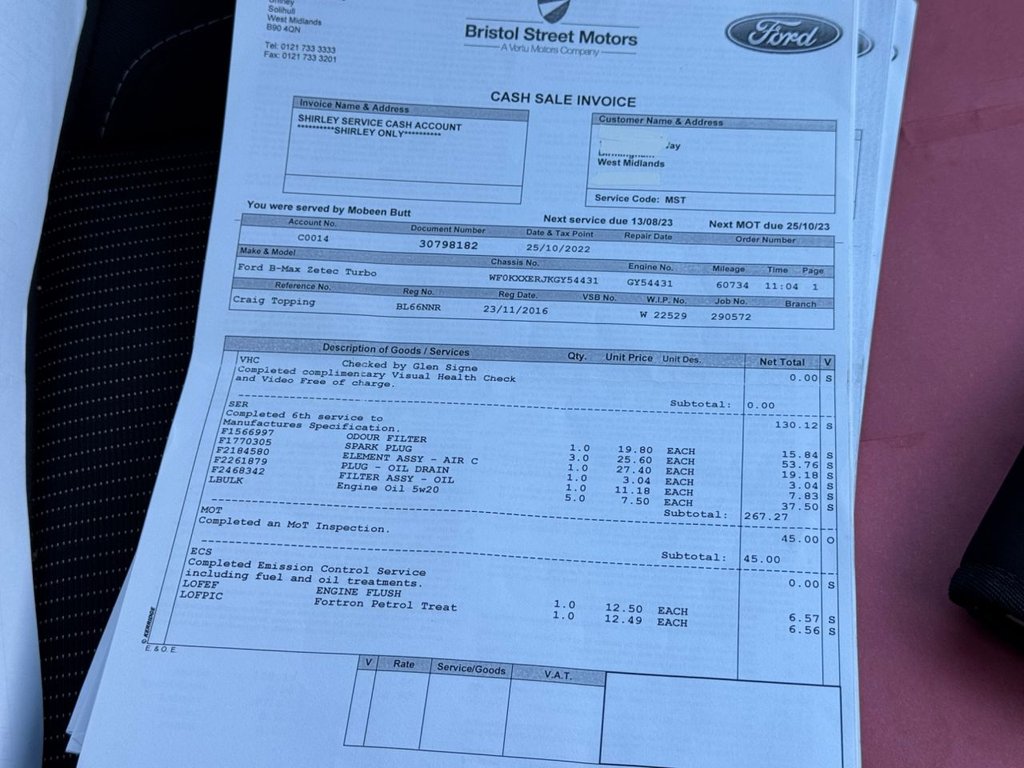 Shirley
Solihull
West Midlands
B90 4QN
Tel: 0121 733 3333
Fax: 0121 733 3201
Bristol Street Motors
A Vertu Motors Company
Ford
CASH SALE INVOICE
Invoice Name & Address
SHIRLEY SERVICE CASH ACCOUNT
**********SHIRLEY ONLY**********
Customer Name & Address
West Midlands
Service Code: MST
You were served by Mobeen Butt
Next service due 13/08/23 Next MOT due 25/10/23
Account No. Document Number Date & Tax Point Repair Date Order Number
C0014 30798182 25/10/2022
Make & Model Chassis No. Engine No. Mileage Time Page
Ford B-Max Zetec Turbo WF0KXXERJKGY54431 GY54431 60734 11:04 1
Reference No. Reg No. Reg Date. VSB No. W.I.P. No. Job No. Branch
Craig Topping BL66NNR 23/11/2016 W 22529 290572
Description of Goods / Services Qty. Unit Price Unit Des. Net Total V
VHC Checked by Glen Signe
Completed complimentary Visual Health Check 0.00 S
and Video Free of charge.
Subtotal: 0.00
SER
Completed 6th service to 130.12 S
Manufactures Specification.
F1566997 ODOUR FILTER 1.0 19.80 EACH 15.84 S
F1770305 SPARK PLUG 3.0 25.60 EACH 53.76 S
F2184580 ELEMENT ASSY - AIR C 1.0 27.40 EACH 19.18 S
F2261879 PLUG - OIL DRAIN 1.0 3.04 EACH 3.04 S
F2468342 FILTER ASSY - OIL 1.0 11.18 EACH 7.83 S
LBULK Engine Oil 5w20 5.0 7.50 EACH 37.50 S
Subtotal: 267.27
MOT
Completed an MoT Inspection. 45.00 O
Subtotal: 45.00
ECS
Completed Emission Control Service 0.00 S
including fuel and oil treatments.
LOFEF ENGINE FLUSH 1.0 12.50 EACH 6.57 S
LOFPIC Fortron Petrol Treat 1.0 12.49 EACH 6.56 S
© KERRIDGE
E. & O. E.
V Rate Service/Goods V.A.T.